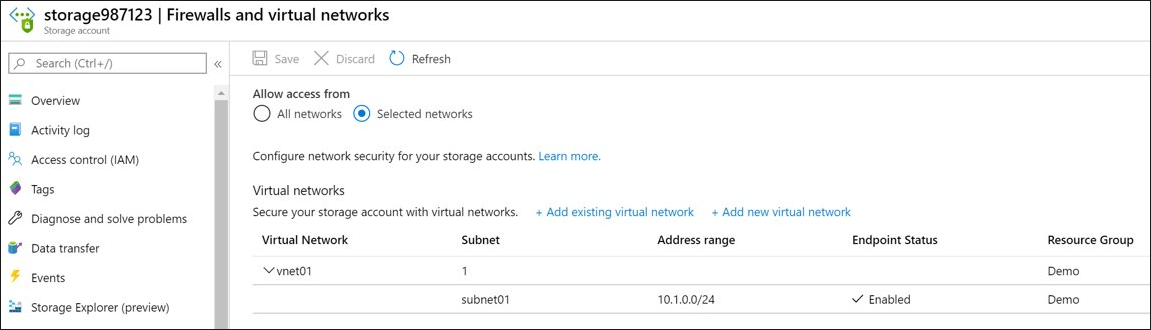 storage987123 | Firewalls and virtual networks
Storage account
Search (Ctrl+/)
«
Overview
Activity log
Access control (IAM)
Tags
Diagnose and solve problems
Data transfer
Events
Storage Explorer (preview)
Save Discard Refresh
Allow access from
All networks Selected networks
Configure network security for your storage accounts. Learn more.
Virtual networks
Secure your storage account with virtual networks. + Add existing virtual network + Add new virtual network
Virtual Network Subnet Address range Endpoint Status Resource Group
vnet01 1 Demo
subnet01 10.1.0.0/24 Enabled Demo